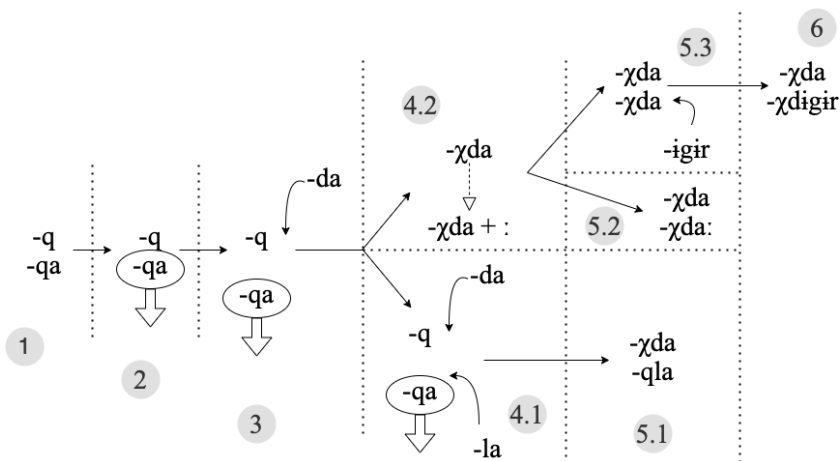 6
5.3
-χda
-χda
-χda
-χdɨgɨr
4.2
-χda
-ɨgɨr
-da
-χda
-χda + :
5.2
-χda:
-q
-q
-q
-qa
-qa
-qa
-da
-q
1
-χda
-qla
2
-qa
3
4.1
5.1
-la